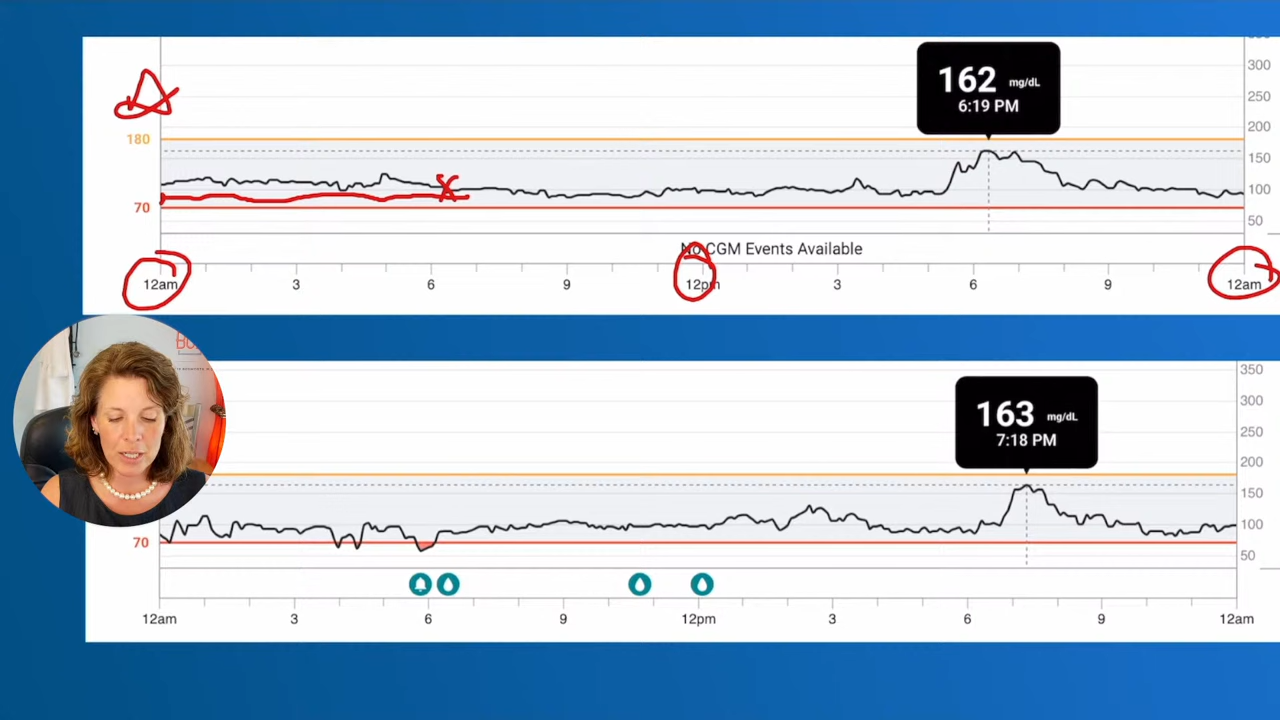 300
250
162 mg/dL
6:19 PM
200
180
150
100
70
50
No CGM Events Available
12am 3 6 9 12pm 3 6 9 12am
350
163 mg/dL
7:18 PM
300
250
200
150
100
70
50
12am 3 6 9 12pm 3 6 9 12am